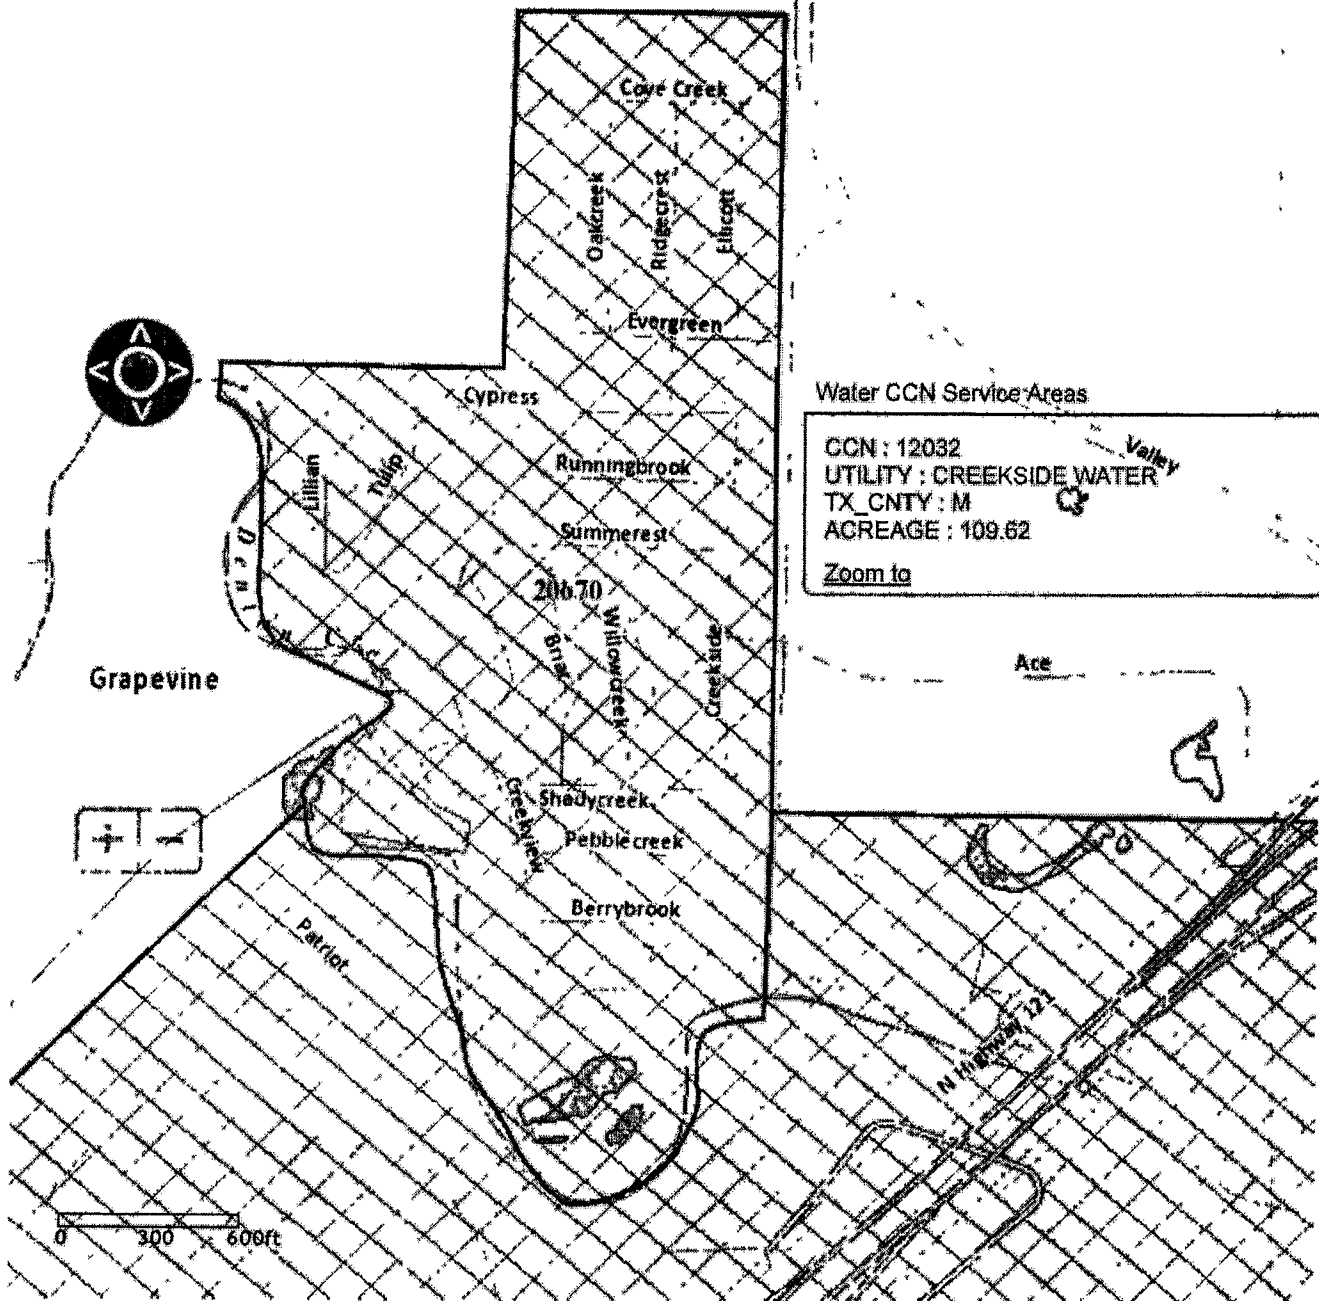 Cove Creek
Oakcreek
Ridgecrest
Ellicott
Evergreen
Cypress
Water CCN Service Areas
CCN : 12032
UTILITY : CREEKSIDE WATER
TX_CNTY : M
ACREAGE : 109.62
Zoom to
Valley
Runningbrook
Lillian
Tulip
Summerest
Briar
Willowcreek
Creekside
Ace
Grapevine
Creekview
Shadycreek
Pebblecreek
Berrybrook
Patriot
N Highway 121
0 300 600ft